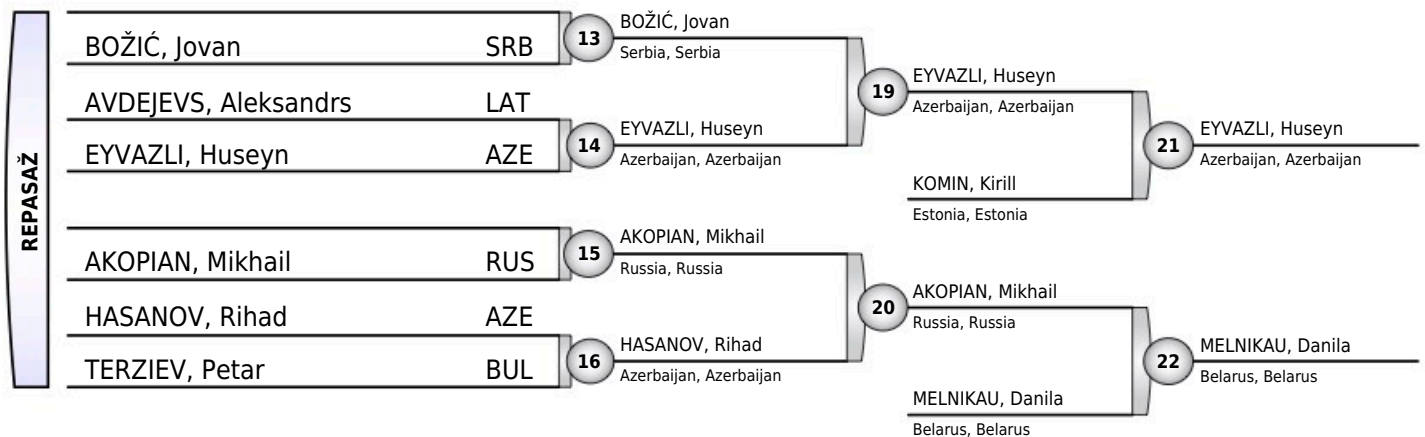 REPASAŽ
BOŽIĆ, Jovan SRB
AVDEJEVS, Aleksandrs LAT
EYVAZLI, Huseyn AZE
AKOPIAN, Mikhail RUS
HASANOV, Rihad AZE
TERZIEV, Petar BUL
13
BOŽIĆ, Jovan
Serbia, Serbia
14
EYVAZLI, Huseyn
Azerbaijan, Azerbaijan
15
AKOPIAN, Mikhail
Russia, Russia
16
HASANOV, Rihad
Azerbaijan, Azerbaijan
19
EYVAZLI, Huseyn
Azerbaijan, Azerbaijan
KOMIN, Kirill
Estonia, Estonia
20
AKOPIAN, Mikhail
Russia, Russia
MELNIKAU, Danila
Belarus, Belarus
21
EYVAZLI, Huseyn
Azerbaijan, Azerbaijan
22
MELNIKAU, Danila
Belarus, Belarus